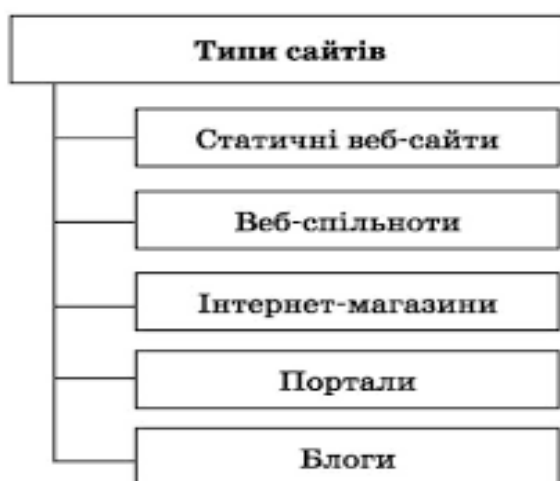 Типи сайтів
Статичні веб-сайти
Веб-спільноти
Інтернет-магазини
Портали
Блоги